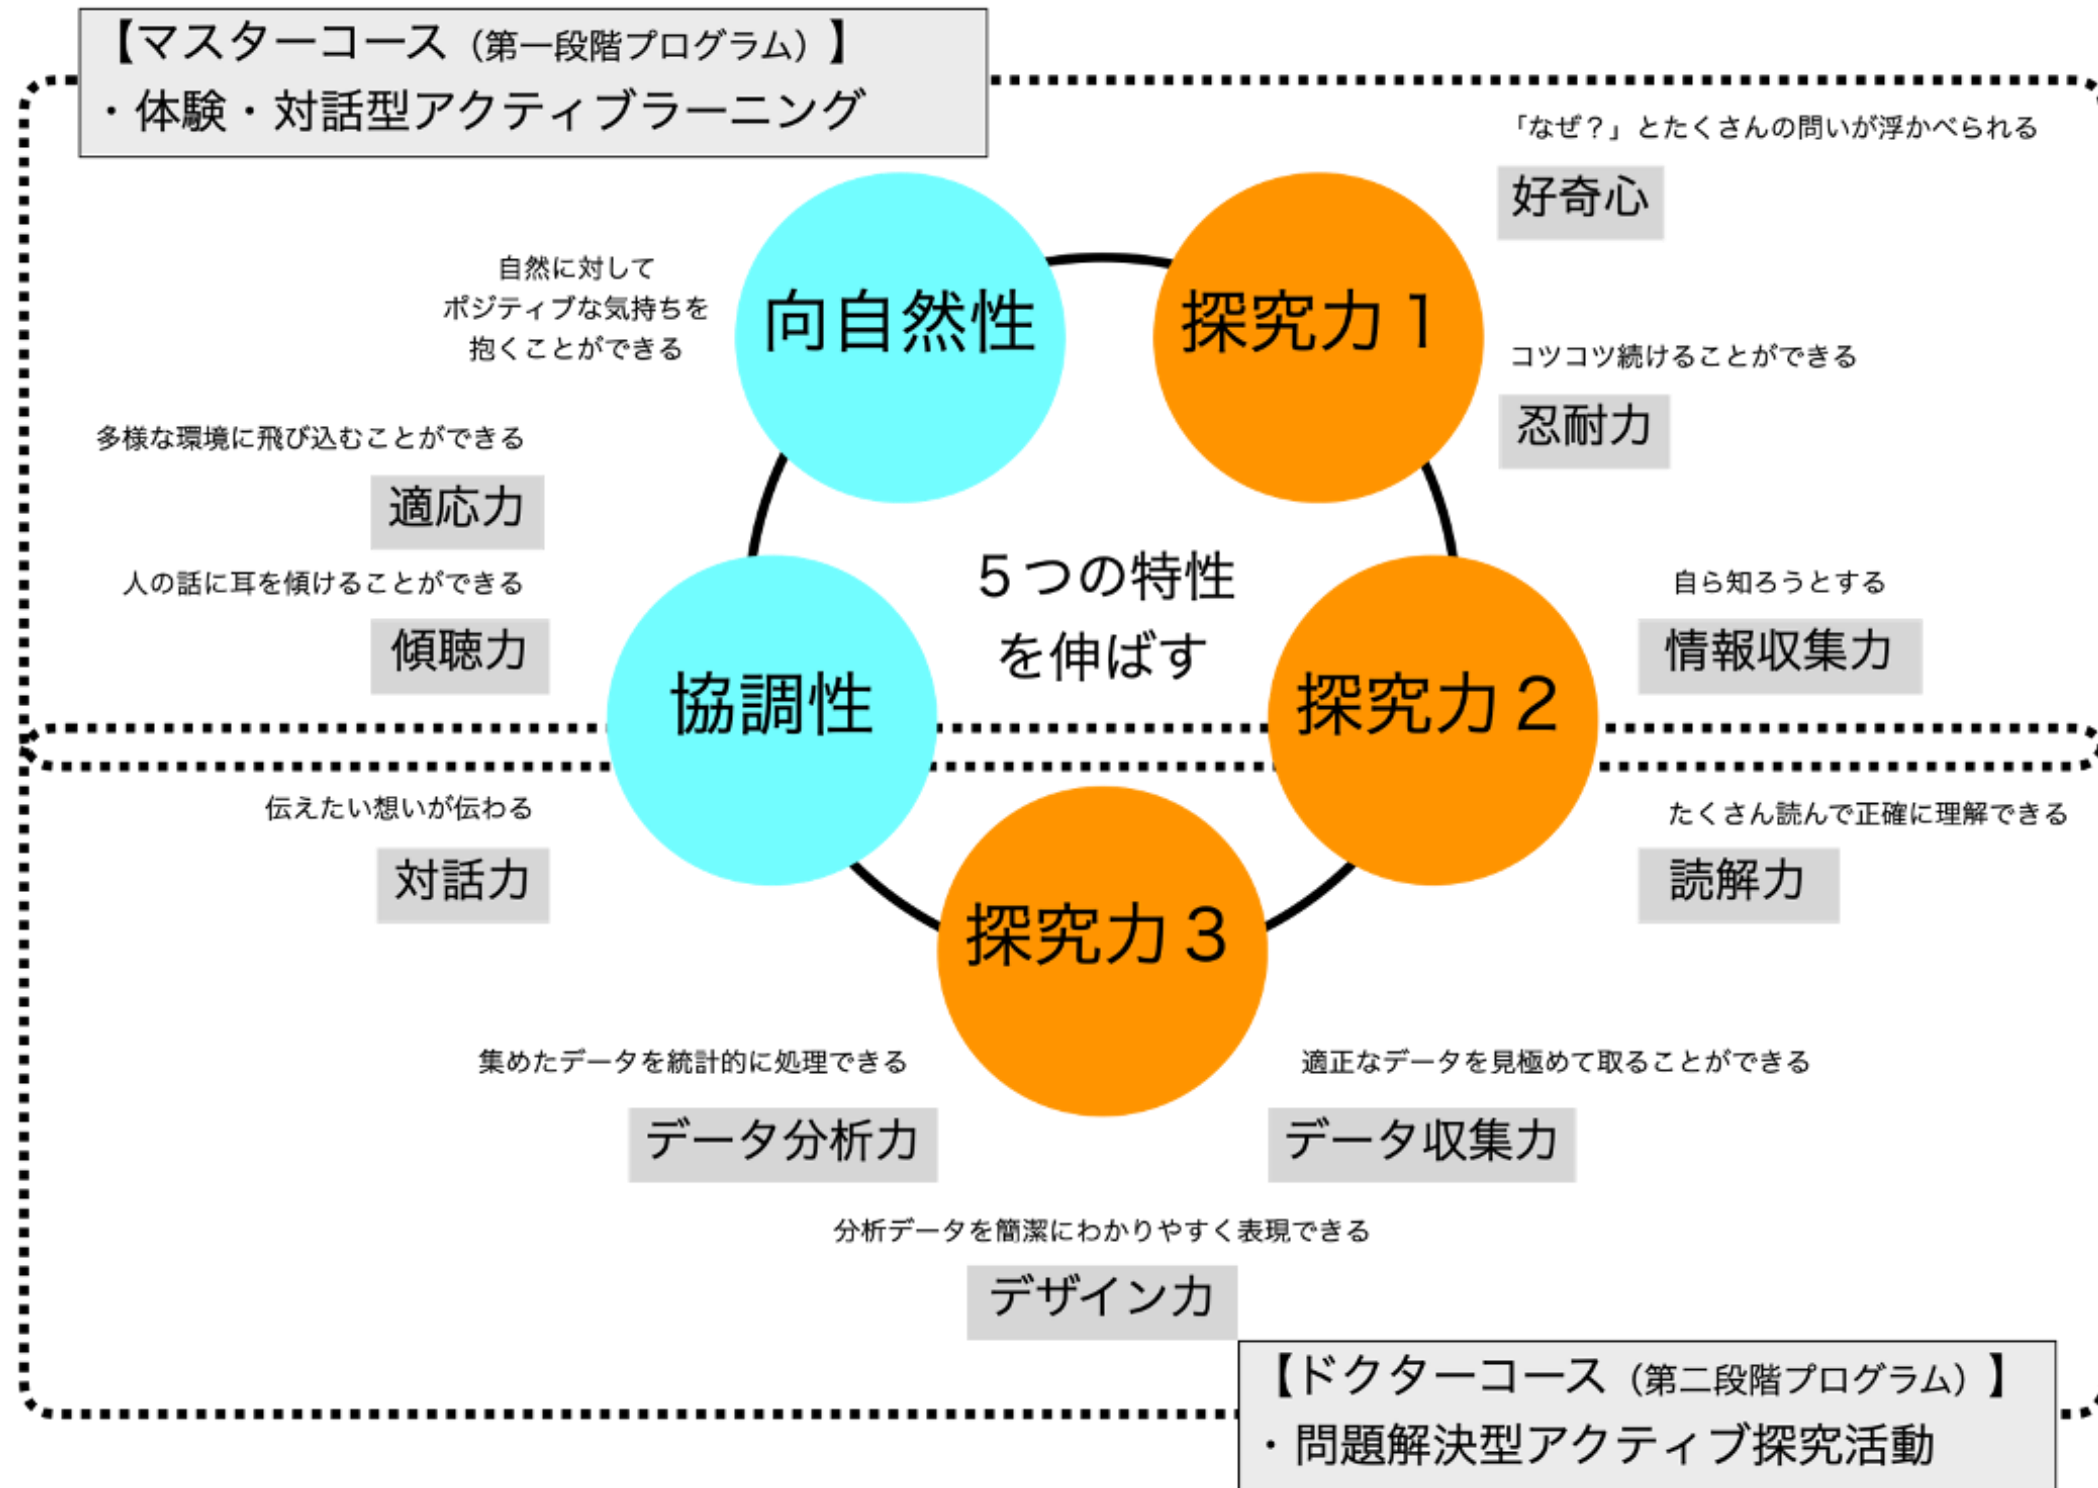 【マスターコース（第一段階プログラム）】
・体験・対話型アクティブラーニング
「なぜ？」とたくさんの問いが浮かべられる
好奇心
自然に対して
ポジティブな気持ちを
抱くことができる
向自然性
探究力１
コツコツ続けることができる
忍耐力
多様な環境に飛び込むことができる
適応力
人の話に耳を傾けることができる
傾聴力
５つの特性
を伸ばす
自ら知ろうとする
情報収集力
協調性
探究力２
伝えたい想いが伝わる
対話力
たくさん読んで正確に理解できる
読解力
探究力３
集めたデータを統計的に処理できる
データ分析力
適正なデータを見極めて取ることができる
データ収集力
分析データを簡潔にわかりやすく表現できる
デザイン力
【ドクターコース（第二段階プログラム）】
・問題解決型アクティブ探究活動